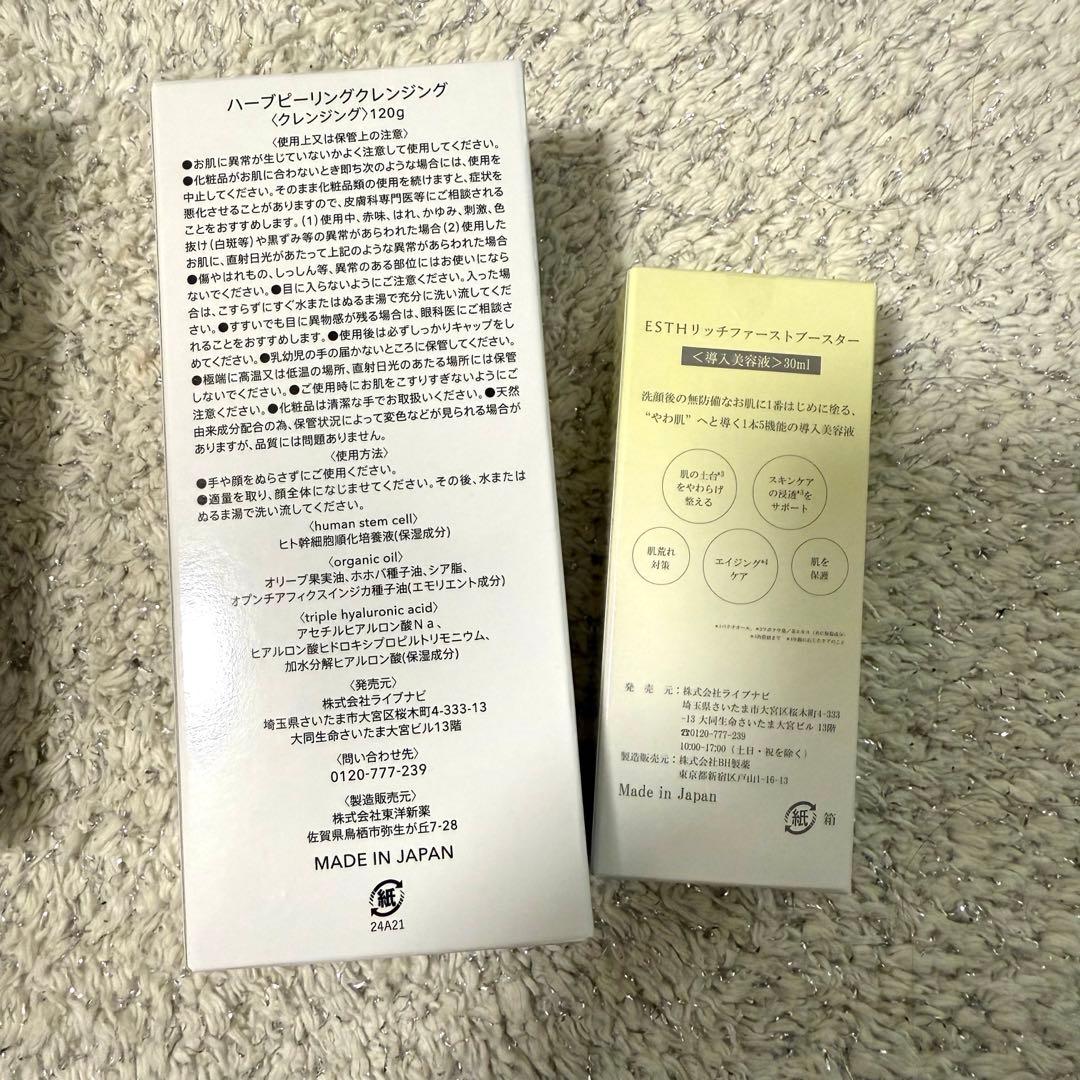 ハーブピーリングクレンジング
〈クレンジング〉120g
〈使用上又は保管上の注意〉
●お肌に異常が生じていないかよく注意して使用してください。
●化粧品がお肌に合わないとき即ち次のような場合には、使用を
中止してください。そのまま化粧品類の使用を続けますと、症状を
悪化させることがありますので、皮膚科専門医等にご相談される
ことをおすすめします。(1)使用中、赤味、はれ、かゆみ、刺激、色
抜け(白斑等)や黒ずみ等の異常があらわれた場合(2)使用した
お肌に、直射日光があたって上記のような異常があらわれた場合
●傷やはれもの、しっしん等、異常のある部位にはお使いになら
ないでください。●目に入らないようにご注意ください。入った場
合は、こすらずにすぐ水またはぬるま湯で充分に洗い流してくだ
さい。●すすいでも目に異物感が残る場合は、眼科医にご相談さ
れることをおすすめします。●使用後は必ずしっかりキャップをし
めてください。●乳幼児の手の届かないところに保管してください。
●極端に高温又は低温の場所、直射日光のあたる場所には保管
しないでください。●ご使用時にお肌をこすりすぎないようにご
注意ください。●化粧品は清潔な手でお取扱いください。●天然
由来成分配合の為、保管状況によって変色などが見られる場合が
ありますが、品質には問題ありません。
〈使用方法〉
●手や顔をぬらさずにご使用ください。
●適量を取り、顔全体になじませてください。その後、水または
ぬるま湯で洗い流してください。
〈human stem cell〉
ヒト幹細胞順化培養液(保湿成分)
〈organic oil〉
オリーブ果実油、ホホバ種子油、シア脂、
オプンチアフィクスインジカ種子油(エモリエント成分)
〈triple hyaluronic acid〉
アセチルヒアルロン酸Na、
ヒアルロン酸ヒドロキシプロピルトリモニウム、
加水分解ヒアルロン酸(保湿成分)
〈発売元〉
株式会社ライブナビ
埼玉県さいたま市大宮区桜木町4-333-13
大同生命さいたま大宮ビル13階
〈問い合わせ先〉
0120-777-239
〈製造販売元〉
株式会社東洋新薬
佐賀県鳥栖市弥生が丘7-28
MADE IN JAPAN
紙
24A21
ESTHリッチファーストブースター
＜導入美容液＞30ml
洗顔後の無防備なお肌に1番はじめに塗る、
“やわ肌”へと導く1本5機能の導入美容液
肌の土台*3
をやわらげ
整える
スキンケア
の浸透*3を
サポート
肌荒れ
対策
エイジング*4
ケア
肌を
保護
発 売 元：株式会社ライブナビ
埼玉県さいたま市大宮区桜木町4-333
-13 大同生命さいたま大宮ビル 13階
☎0120-777-239
10:00-17:00（土日・祝を除く）
製造販売元：株式会社BH製薬
東京都新宿区戸山1-16-13
Made in Japan
紙 箱